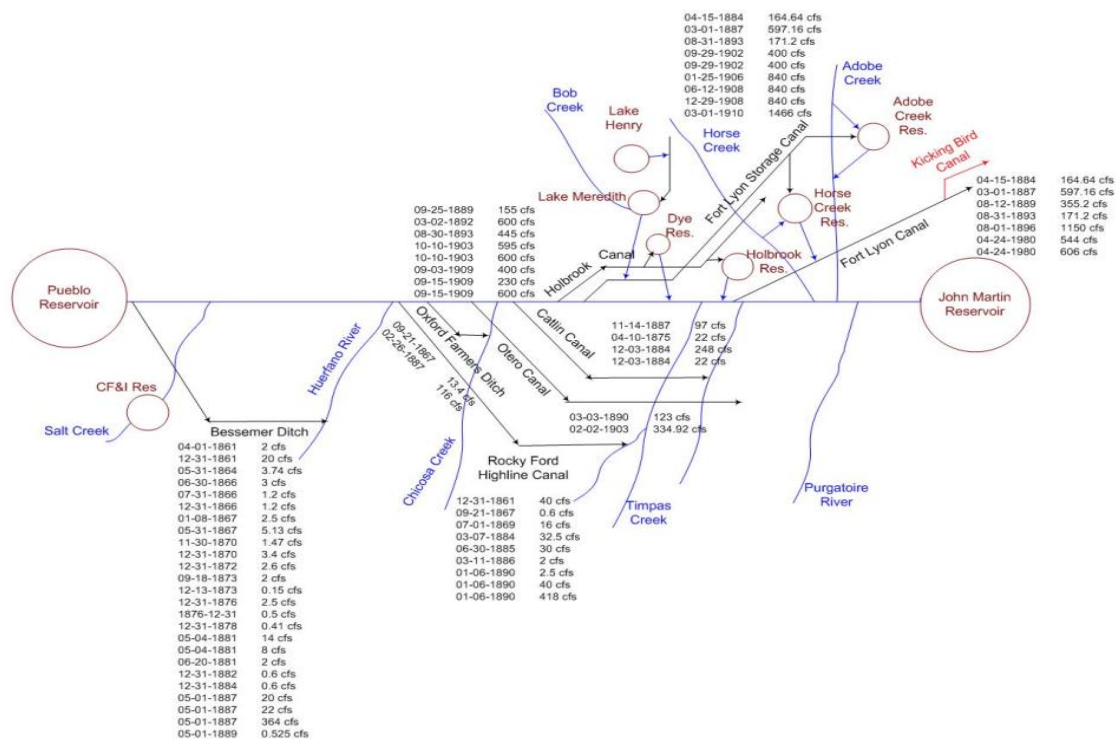 04-15-1884 164.64 cfs
03-01-1887 597.16 cfs
08-31-1893 171.2 cfs
09-29-1902 400 cfs
09-29-1902 400 cfs
01-25-1906 840 cfs
06-12-1908 840 cfs
12-29-1908 840 cfs
03-01-1910 1466 cfs
Adobe
Creek
Bob
Creek
Lake
Henry
Horse
Creek
Adobe
Creek
Res.
Fort Lyon Storage Canal
Kicking Bird
Canal
Lake Meredith
Dye
Res.
Horse
Creek
Res.
Fort Lyon Canal
04-15-1884 164.64 cfs
03-01-1887 597.16 cfs
08-12-1889 355.2 cfs
08-31-1893 171.2 cfs
08-01-1896 1150 cfs
04-24-1980 544 cfs
04-24-1980 606 cfs
09-25-1889 155 cfs
03-02-1892 600 cfs
08-30-1893 445 cfs
10-10-1903 595 cfs
10-10-1903 600 cfs
09-03-1909 400 cfs
09-15-1909 230 cfs
09-15-1909 600 cfs
Holbrook
Canal
Holbrook
Res.
Pueblo
Reservoir
John Martin
Reservoir
Huerfano River
Oxford Farmers Ditch
09-21-1867 13.4 cfs
02-26-1887 116 cfs
Otero Canal
Catlin Canal
11-14-1887 97 cfs
04-10-1875 22 cfs
12-03-1884 248 cfs
12-03-1884 22 cfs
CF&I Res
Salt Creek
03-03-1890 123 cfs
02-02-1903 334.92 cfs
Chicosa Creek
Rocky Ford
Highline Canal
12-31-1861 40 cfs
09-21-1867 0.6 cfs
07-01-1869 16 cfs
03-07-1884 32.5 cfs
06-30-1885 30 cfs
03-11-1886 2 cfs
01-06-1890 2.5 cfs
01-06-1890 40 cfs
01-06-1890 418 cfs
Timpas
Creek
Purgatoire
River
Bessemer Ditch
04-01-1861 2 cfs
12-31-1861 20 cfs
05-31-1864 3.74 cfs
06-30-1866 3 cfs
07-31-1866 1.2 cfs
12-31-1866 1.2 cfs
01-08-1867 2.5 cfs
05-31-1867 5.13 cfs
11-30-1870 1.47 cfs
12-31-1870 3.4 cfs
12-31-1872 2.6 cfs
09-18-1873 2 cfs
12-13-1873 0.15 cfs
12-31-1876 2.5 cfs
1876-12-31 0.5 cfs
12-31-1878 0.41 cfs
05-04-1881 14 cfs
05-04-1881 8 cfs
06-20-1881 2 cfs
12-31-1882 0.6 cfs
12-31-1884 0.6 cfs
05-01-1887 20 cfs
05-01-1887 22 cfs
05-01-1887 364 cfs
05-01-1889 0.525 cfs